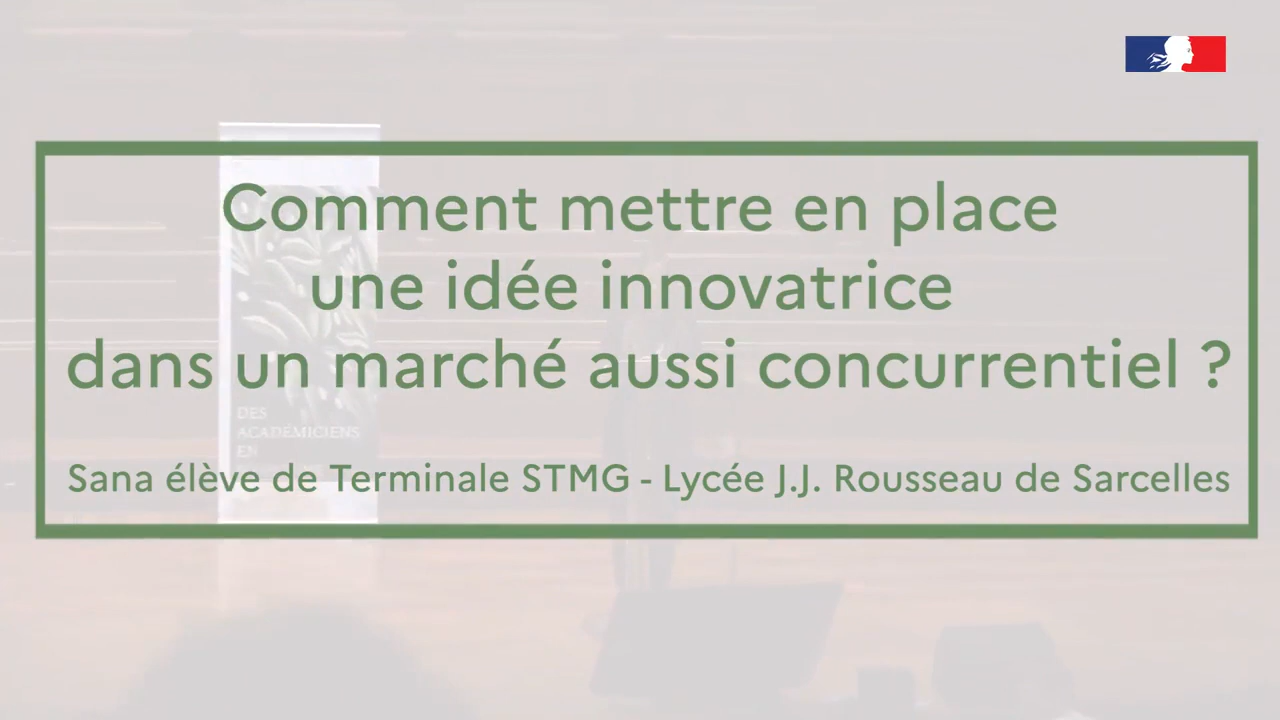 Comment mettre en place
une idée innovatrice
dans un marché aussi concurrentiel ?
DES
ACADÉMICIENS
EN
Sana élève de Terminale STMG - Lycée J.J. Rousseau de Sarcelles